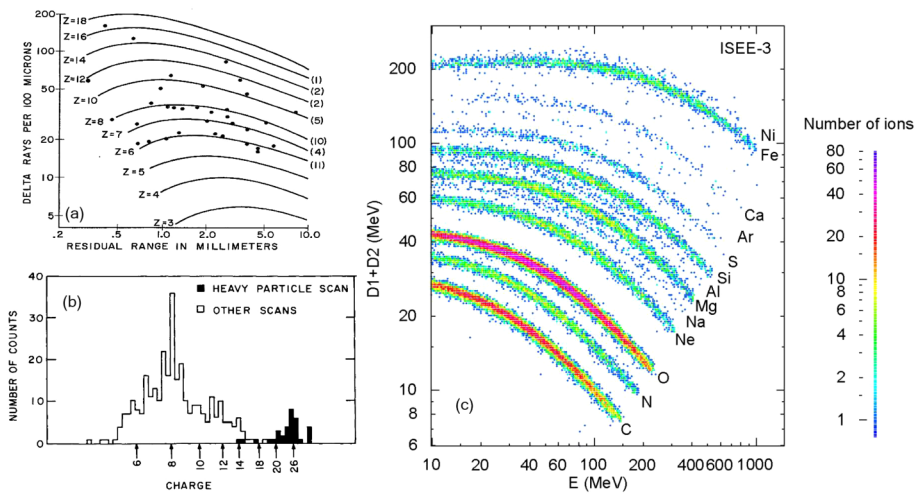 200
100
50
20
10
5
DELTA RAYS PER 100 MICRONS
Z=18
Z=16
Z=14
Z=12
Z=10
Z=8
Z=7
Z=6
Z=5
Z=4
Z=3
(1)
(2)
(2)
(5)
(10)
(4)
(11)
(a)
.2 .5 1.0 2.0 5.0 10.0
RESIDUAL RANGE IN MILLIMETERS
(b)
HEAVY PARTICLE SCAN
OTHER SCANS
40
30
20
10
0
NUMBER OF COUNTS
6 8 10 12 14 18 20 26
CHARGE
ISEE-3
200
100
80
60
40
20
10
8
6
D1+D2 (MeV)
Ni
Fe
Ca
Ar
S
Si
Al
Mg
Na
Ne
O
N
C
(c)
10 20 40 60 100 200 400 600 1000
E (MeV)
Number of ions
80
60
40
20
10
8
6
4
2
1